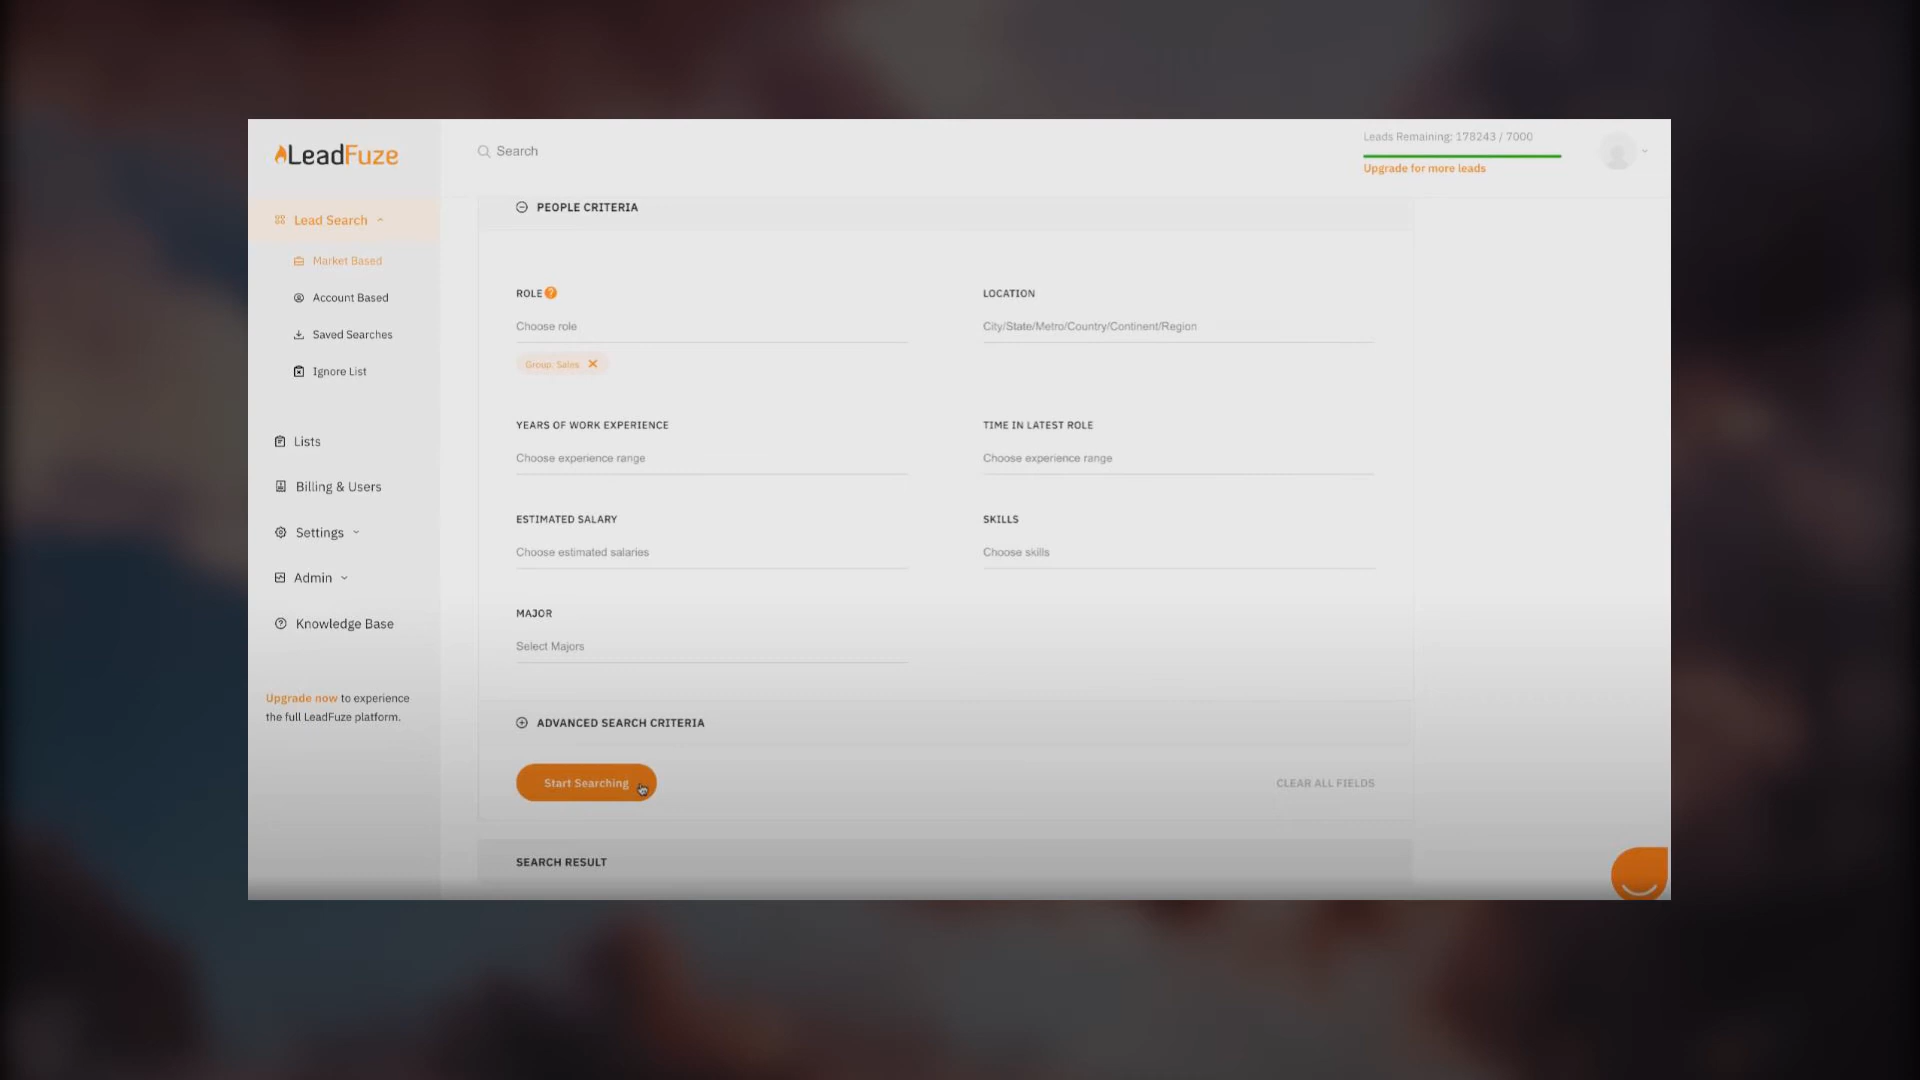 LeadFuze
Search
Leads Remaining: 178243 / 7000
Upgrade for more leads
Lead Search
Market Based
Account Based
Saved Searches
Ignore List
Lists
Billing & Users
Settings
Admin
Knowledge Base
Upgrade now to experience
the full LeadFuze platform.
PEOPLE CRITERIA
ROLE ?
Choose role
Group: Sales
LOCATION
City/State/Metro/Country/Continent/Region
YEARS OF WORK EXPERIENCE
Choose experience range
TIME IN LATEST ROLE
Choose experience range
ESTIMATED SALARY
Choose estimated salaries
SKILLS
Choose skills
MAJOR
Select Majors
ADVANCED SEARCH CRITERIA
Start Searching
CLEAR ALL FIELDS
SEARCH RESULT